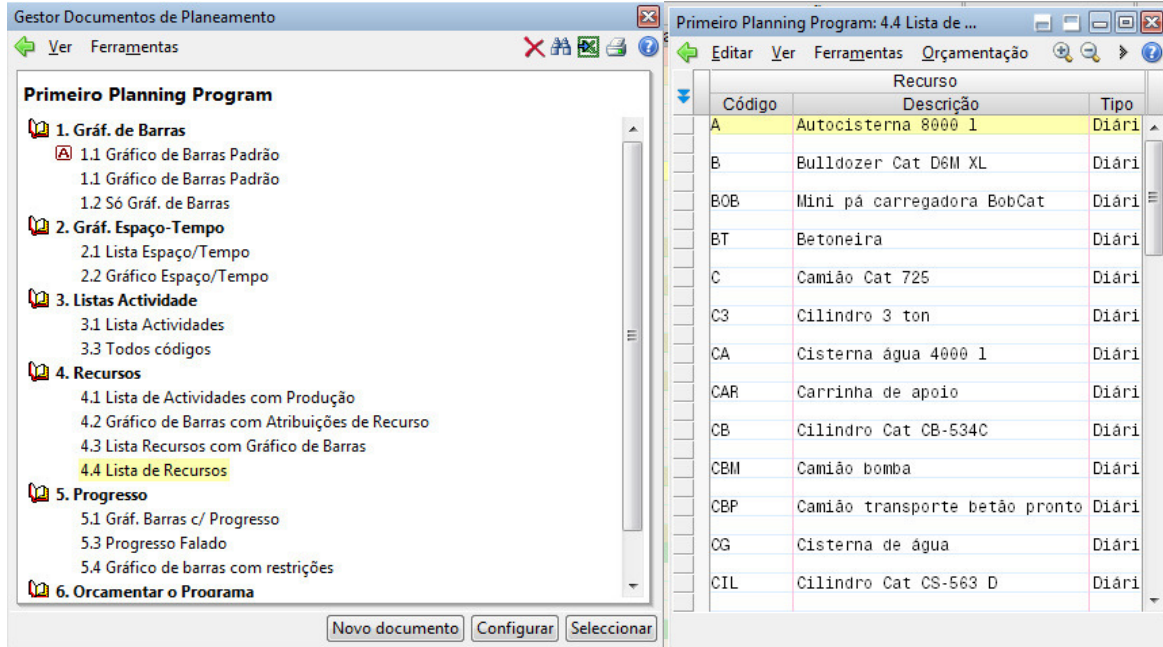 Gestor Documentos de Planeamento
Ver Ferramentas
Primeiro Planning Program
1. Gráf. de Barras
A 1.1 Gráfico de Barras Padrão
1.1 Gráfico de Barras Padrão
1.2 Só Gráf. de Barras
2. Gráf. Espaço-Tempo
2.1 Lista Espaço/Tempo
2.2 Gráfico Espaço/Tempo
3. Listas Actividade
3.1 Lista Actividades
3.3 Todos códigos
4. Recursos
4.1 Lista de Actividades com Produção
4.2 Gráfico de Barras com Atribuições de Recurso
4.3 Lista Recursos com Gráfico de Barras
4.4 Lista de Recursos
5. Progresso
5.1 Gráf. Barras c/ Progresso
5.3 Progresso Falado
5.4 Gráfico de barras com restrições
6. Orçamentar o Programa
Novo documento Configurar Seleccionar
Primeiro Planning Program: 4.4 Lista de ...
Editar Ver Ferramentas Orçamentação
Recurso
Código Descrição Tipo
A Autocisterna 8000 l Diári
B Bulldozer Cat D6M XL Diári
BOB Mini pá carregadora BobCat Diári
BT Betoneira Diári
C Camião Cat 725 Diári
C3 Cilindro 3 ton Diári
CA Cisterna água 4000 l Diári
CAR Carrinha de apoio Diári
CB Cilindro Cat CB-534C Diári
CBM Camião bomba Diári
CBP Camião transporte betão pronto Diári
CG Cisterna de água Diári
CIL Cilindro Cat CS-563 D Diári